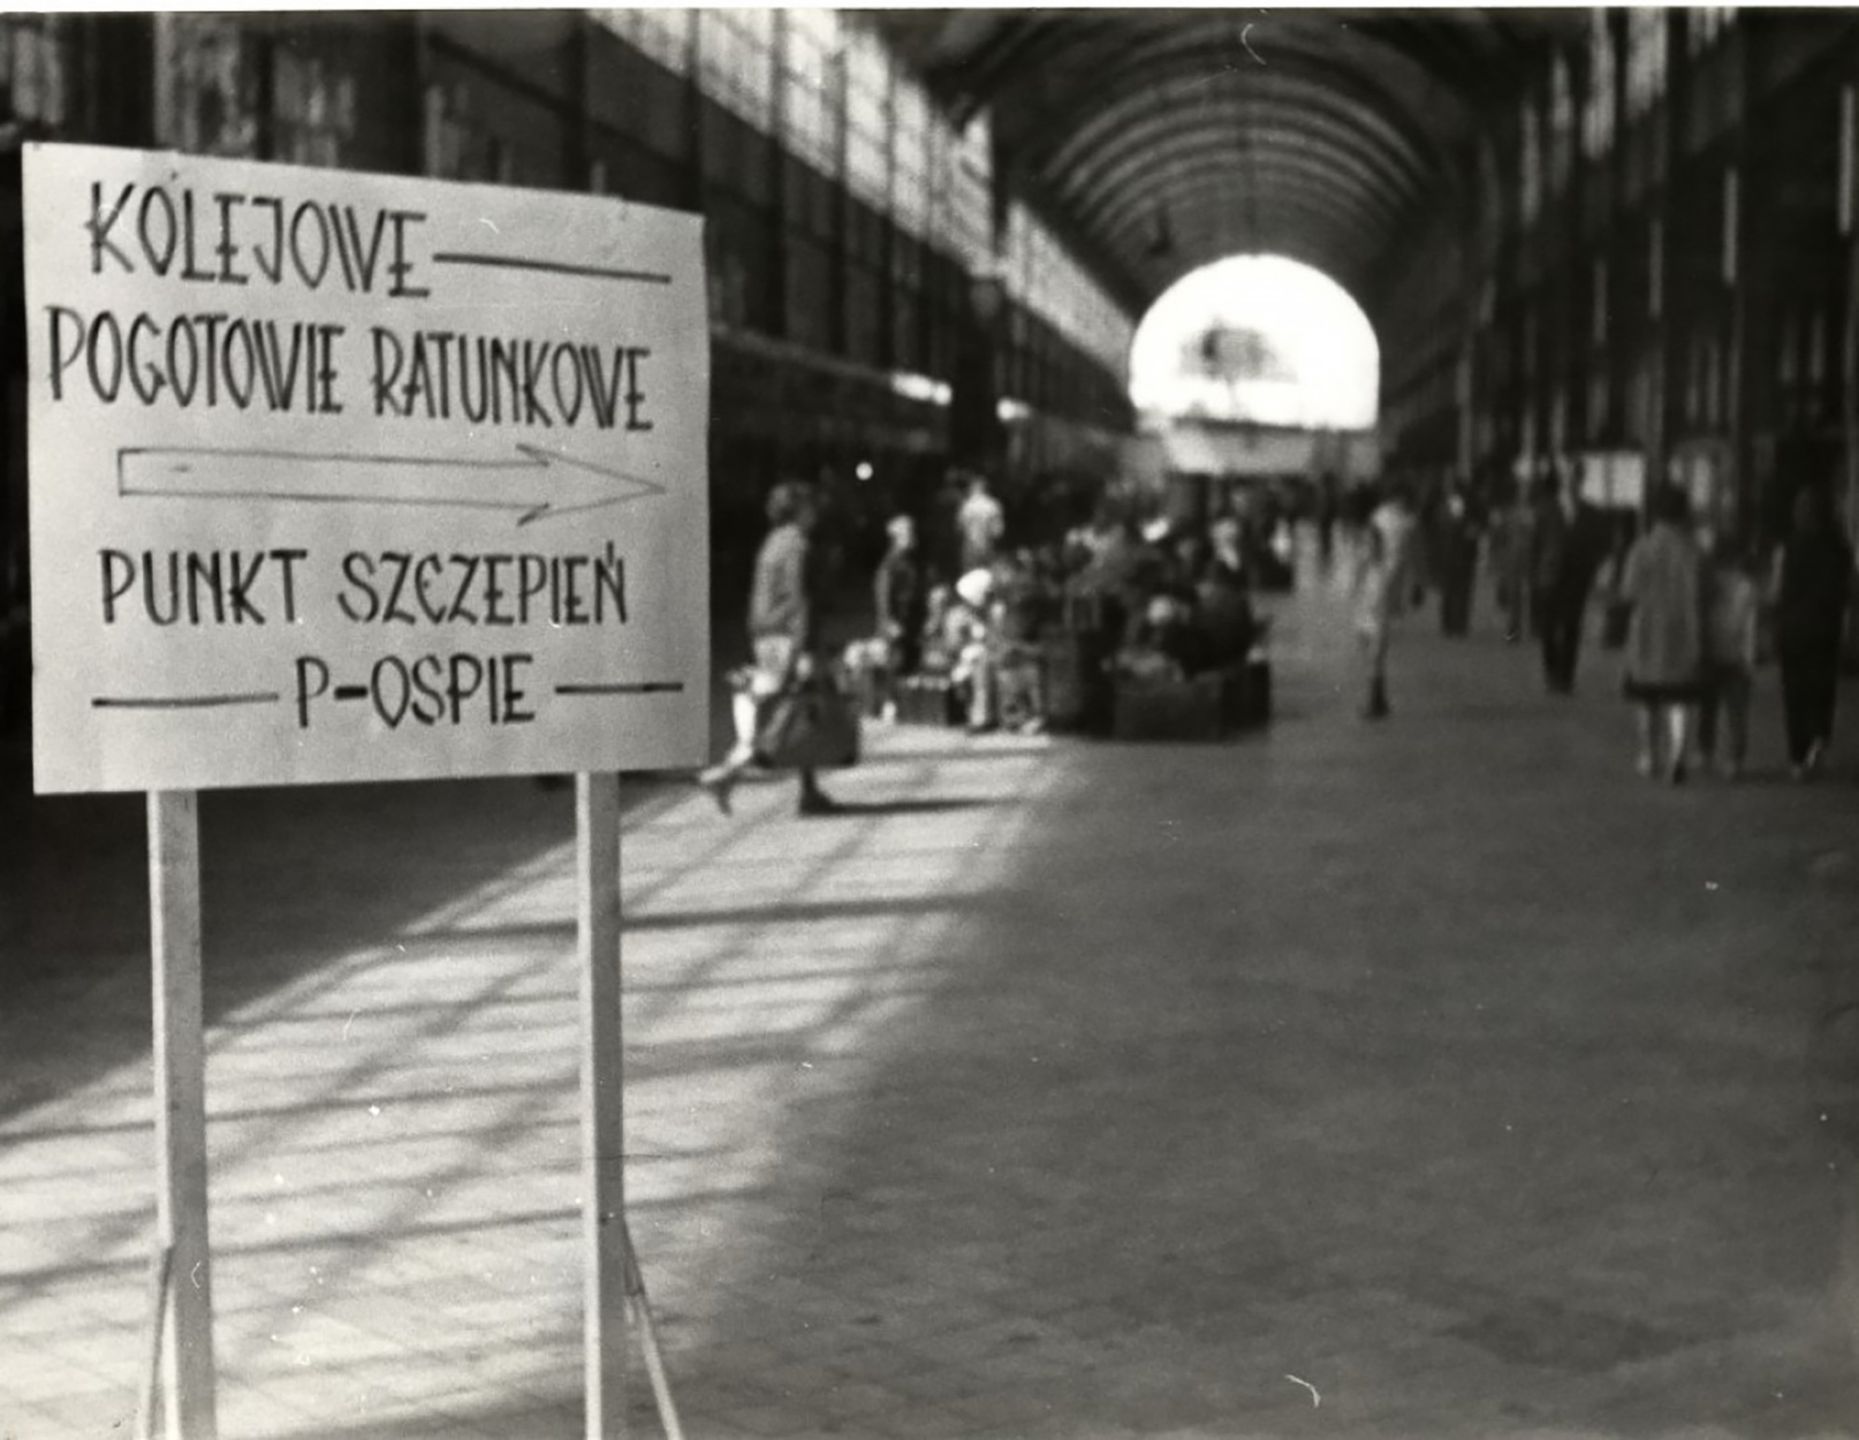 KOLEJOWE
POGOTOWIE RATUNKOWE
PUNKT SZCZEPIEŃ
P-OSPIE